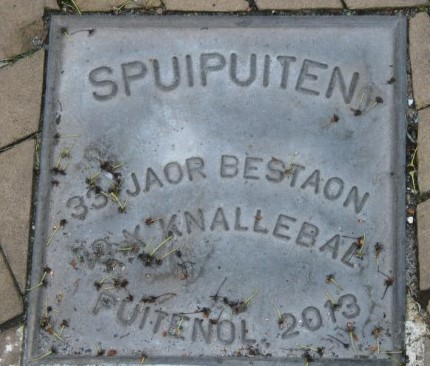 SPUIPUITEN
33 JAOR BESTAON
X KNALLEBAL
PUITENOL 2013